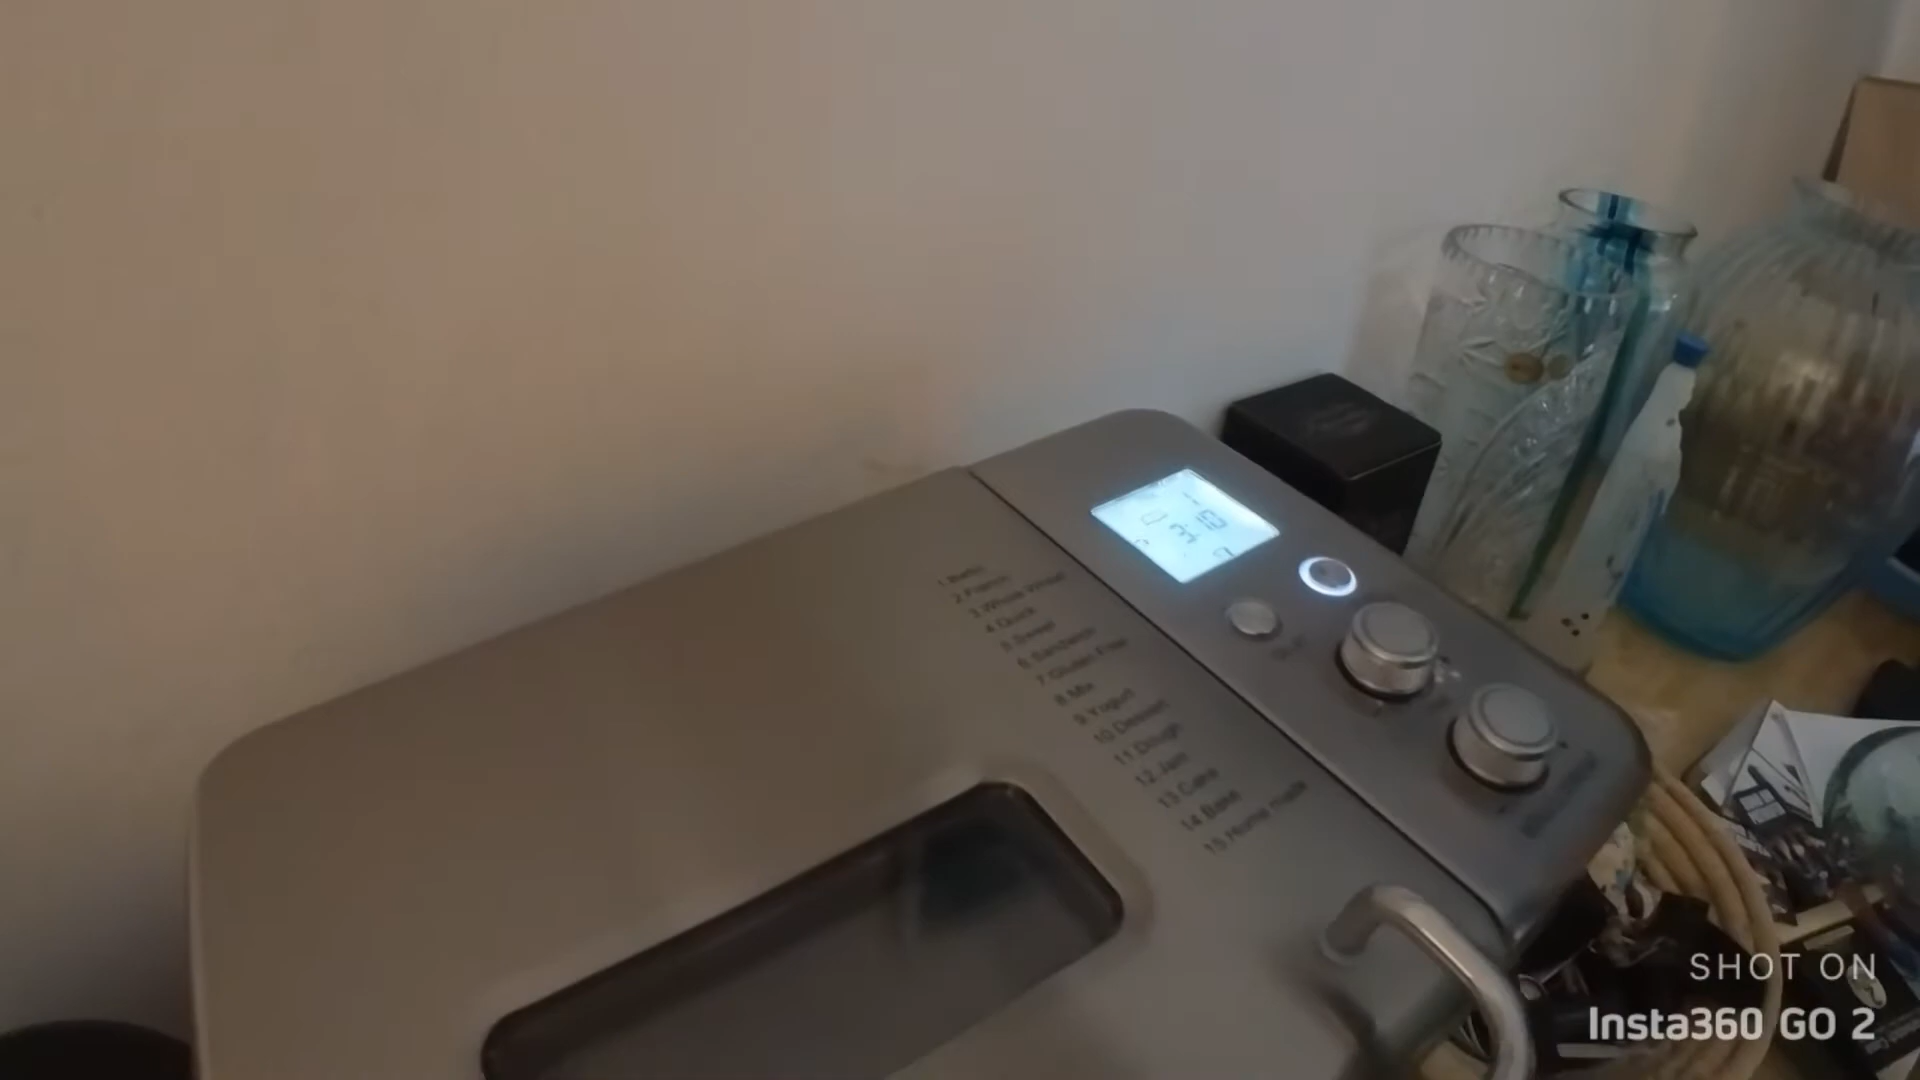 1
3:10
1.Basic
2.French
3.Whole Wheat
4.Quick
5.Sweet
6.Sandwich
7.Gluten Free
8.Mix
9.Yogurt
10.Dessert
11.Dough
12.Jam
13.Cake
14.Bake
15.Home made
SHOT ON
Insta360 GO 2